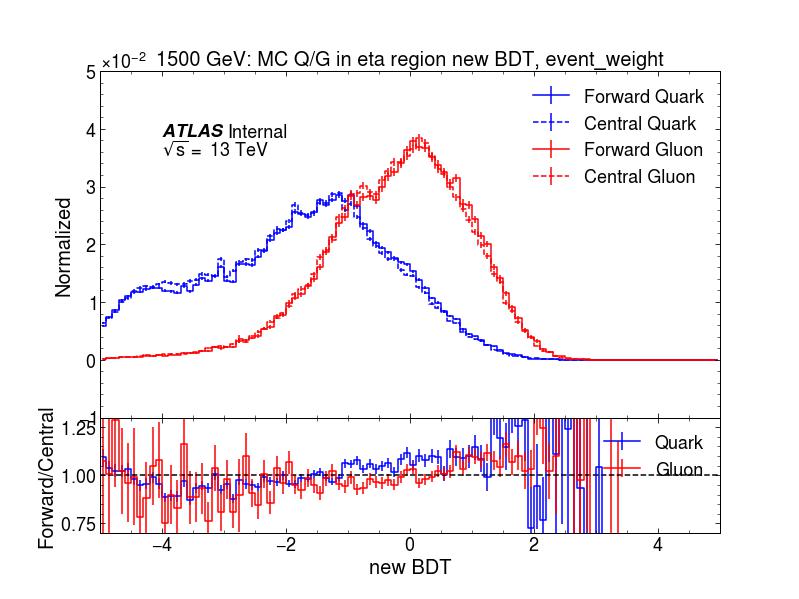 ×10⁻² 1500 GeV: MC Q/G in eta region new BDT, event_weight
5
4
3
2
1
0
−1
Normalized
ATLAS Internal
√s = 13 TeV
Forward Quark
Central Quark
Forward Gluon
Central Gluon
1.25
1.00
0.75
Forward/Central
Quark
Gluon
−4 −2 0 2 4
new BDT